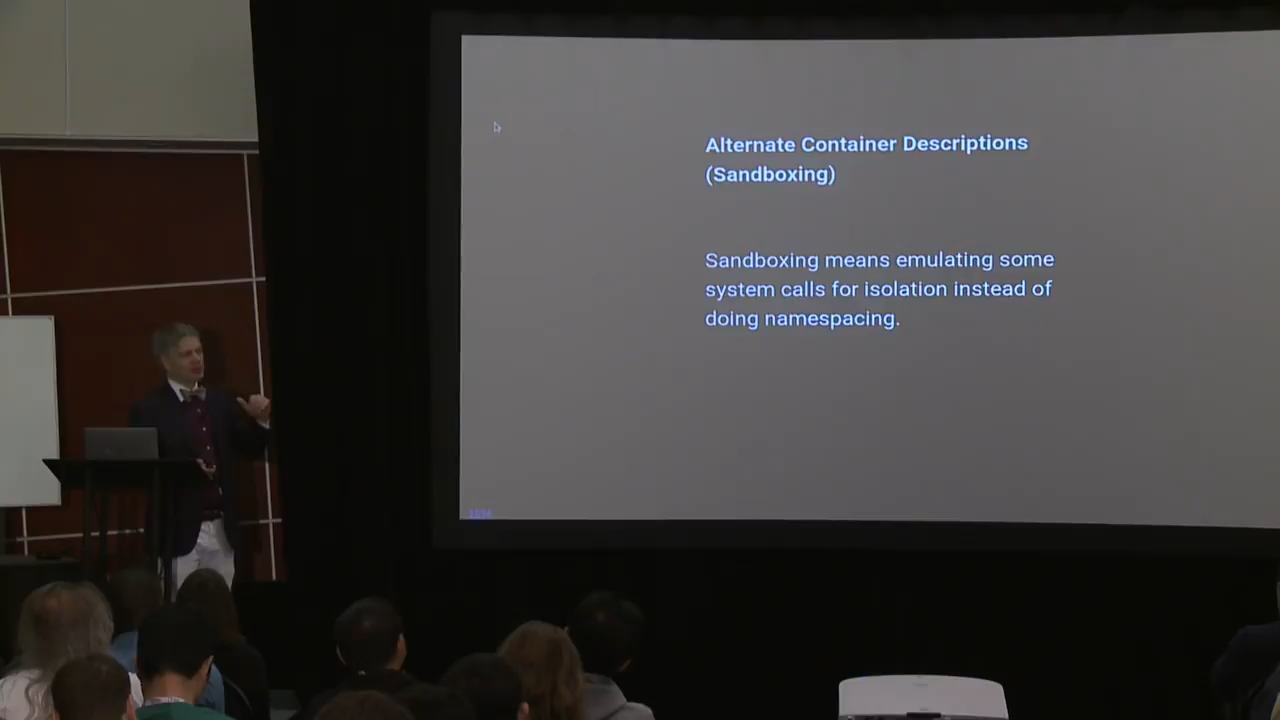 Alternate Container Descriptions
(Sandboxing)
Sandboxing means emulating some
system calls for isolation instead of
doing namespacing.